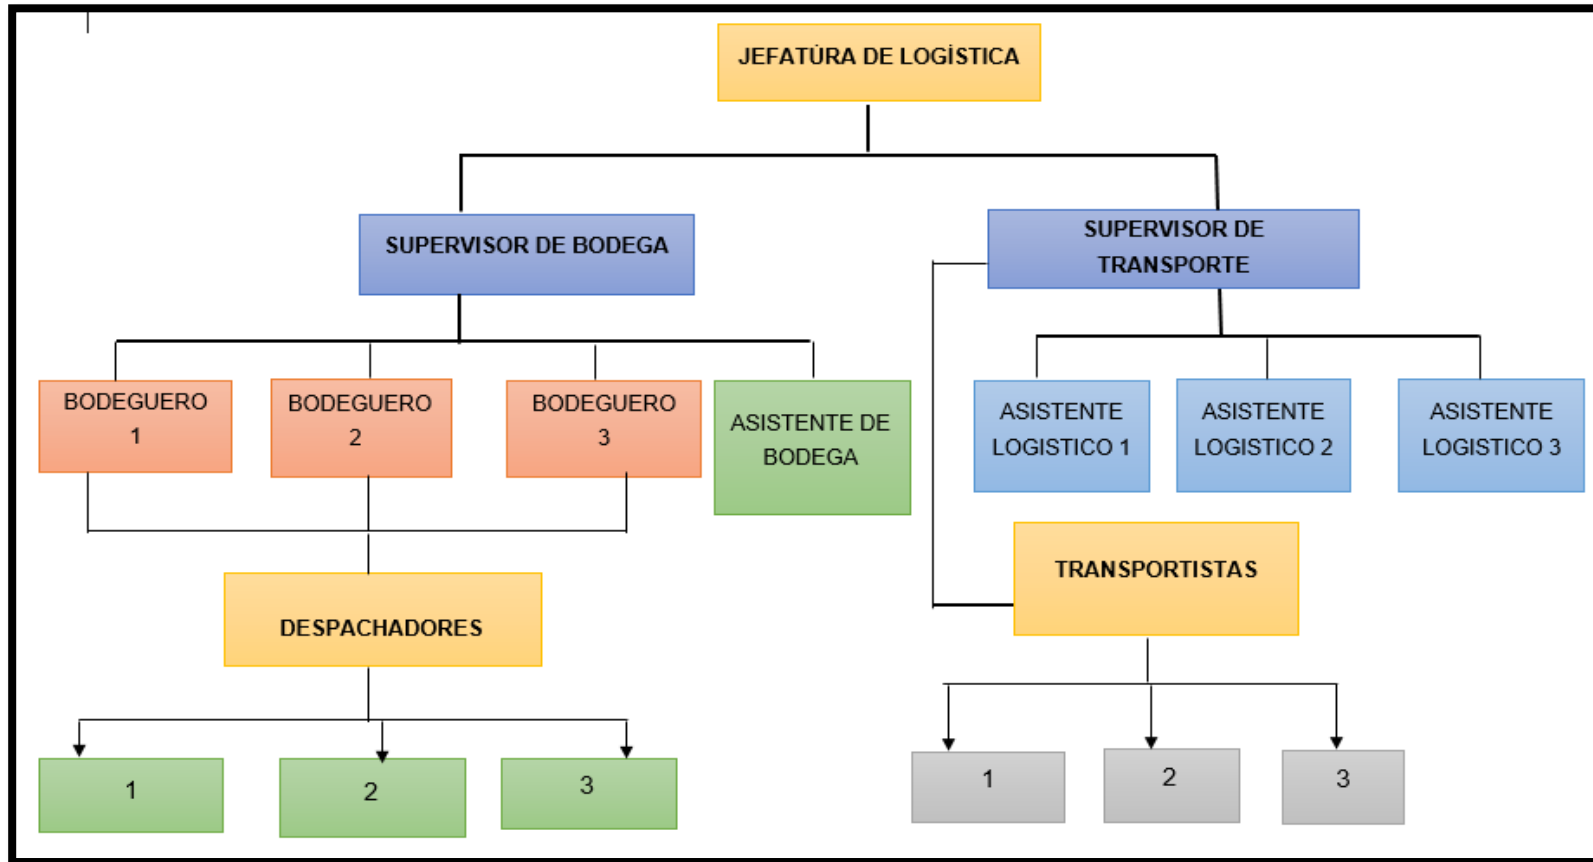 JEFATÚRA DE LOGÍSTICA
SUPERVISOR DE BODEGA
SUPERVISOR DE
TRANSPORTE
BODEGUERO
1
BODEGUERO
2
BODEGUERO
3
ASISTENTE DE
BODEGA
ASISTENTE
LOGISTICO 1
ASISTENTE
LOGISTICO 2
ASISTENTE
LOGISTICO 3
DESPACHADORES
TRANSPORTISTAS
1
2
3
1
2
3